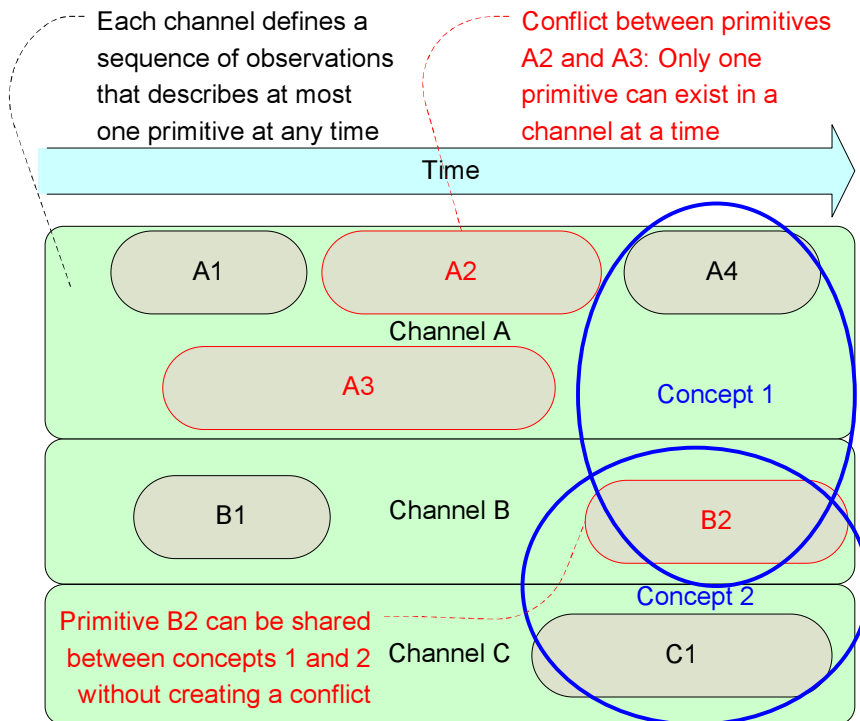 Each channel defines a
sequence of observations
that describes at most
one primitive at any time
Conflict between primitives
A2 and A3: Only one
primitive can exist in a
channel at a time
Time
A1
A2
A4
Channel A
A3
Concept 1
B1
Channel B
B2
Concept 2
Primitive B2 can be shared
between concepts 1 and 2
without creating a conflict
Channel C
C1